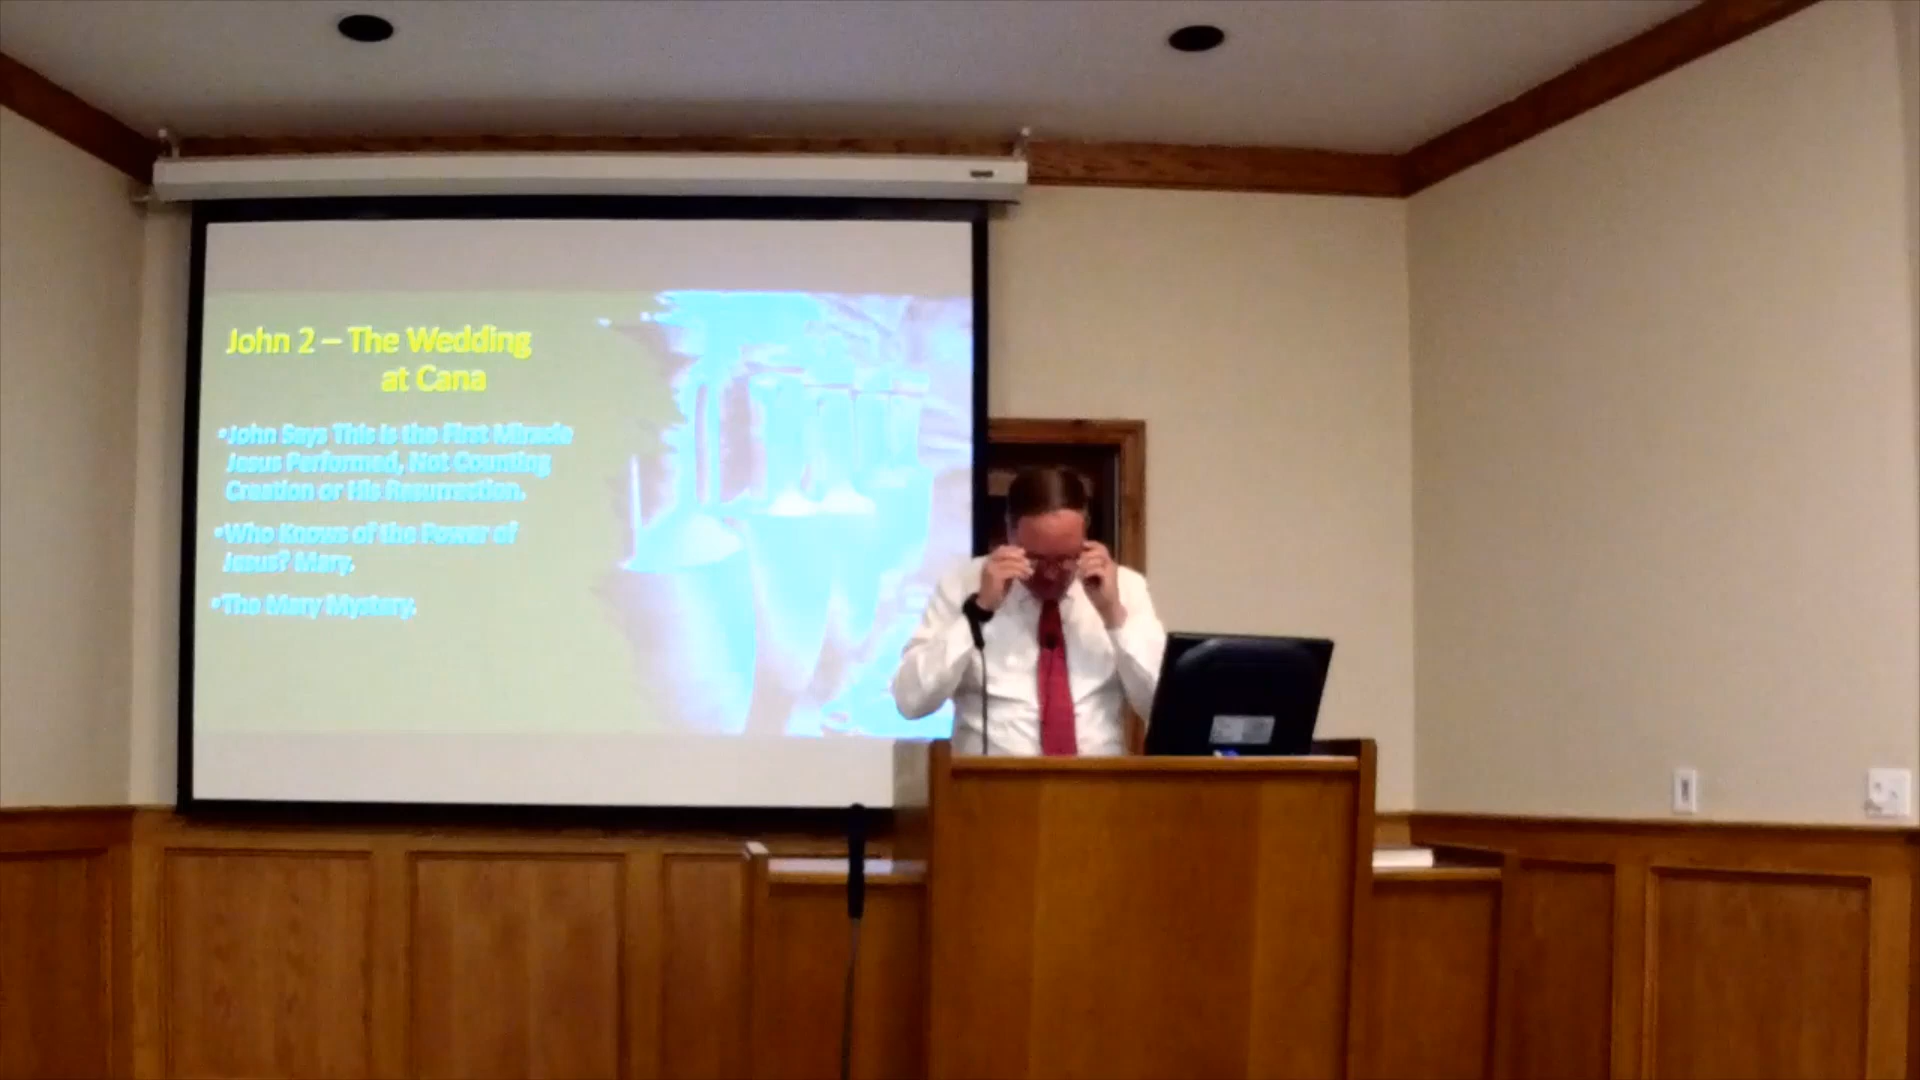 John 2 – The Wedding
at Cana
•John Says This is the First Miracle
Jesus Performed, Not Counting
Creation or His Resurrection.
•Who Knows of the Power of
Jesus? Mary.
•The Mary Mystery.